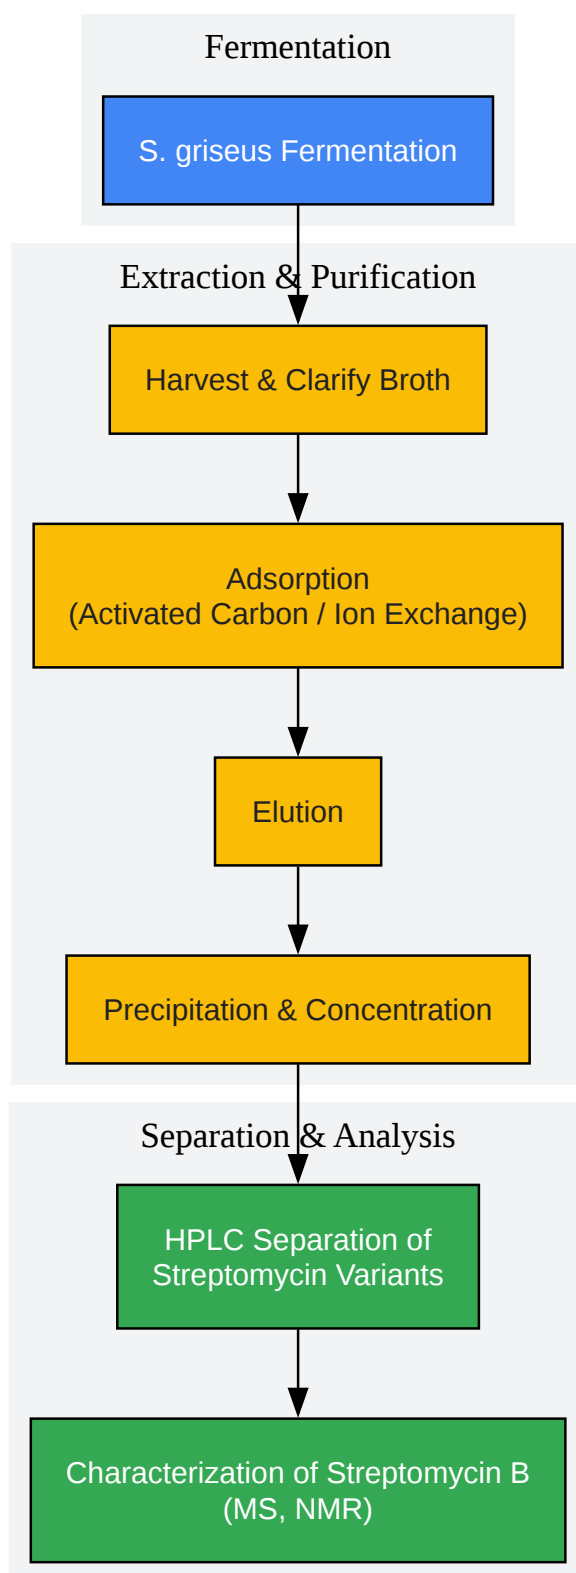 Fermentation
S. griseus Fermentation
Extraction & Purification
Harvest & Clarify Broth
Adsorption
(Activated Carbon / Ion Exchange)
Elution
Precipitation & Concentration
Separation & Analysis
HPLC Separation of
Streptomycin Variants
Characterization of Streptomycin B
(MS, NMR)